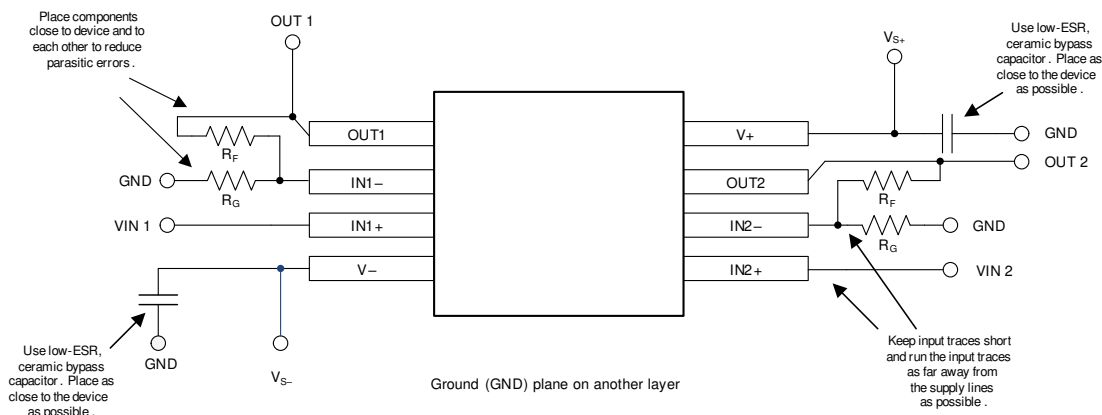 Place components
close to device and to
each other to reduce
parasitic errors .
OUT 1
VS+
Use low-ESR,
ceramic bypass
capacitor . Place as
close to the device
as possible .
OUT1
RF
GND
RG
IN1−
VIN 1
IN1+
V−
V+
GND
OUT 2
OUT2
RF
IN2−
RG
GND
IN2+
VIN 2
Use low-ESR,
ceramic bypass
capacitor . Place as
close to the device
as possible .
GND
VS−
Ground (GND) plane on another layer
Keep input traces short
and run the input traces
as far away from
the supply lines
as possible .